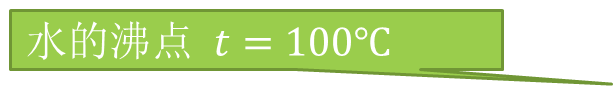 水的沸点 t = 100℃